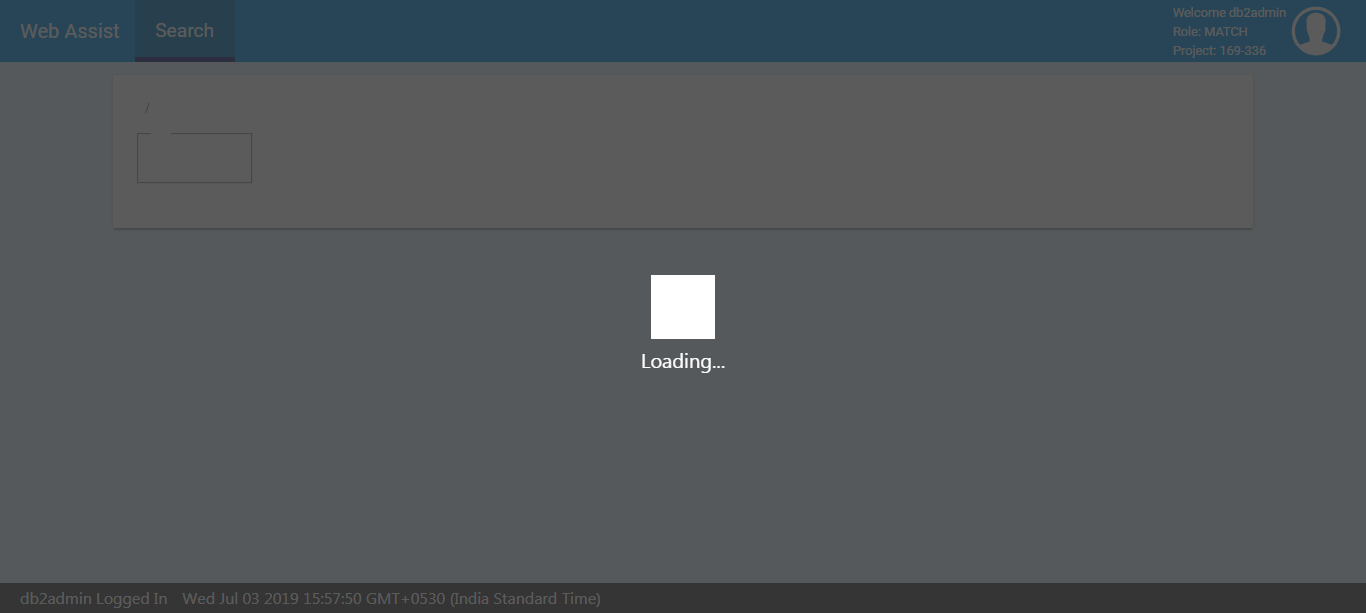 Web Assist
Search
Welcome db2admin
Role: MATCH
Project: 169-336
/
Loading...
db2admin Logged In Wed Jul 03 2019 15:57:50 GMT+0530 (India Standard Time)